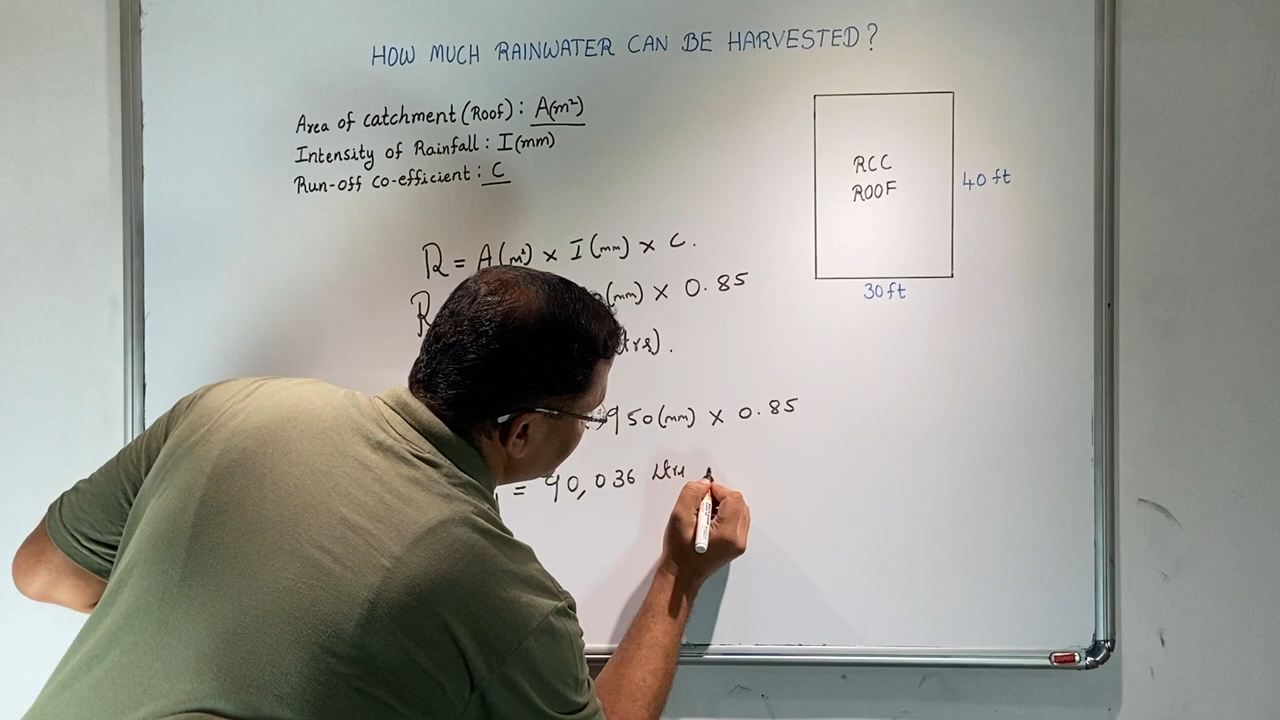 HOW MUCH RAINWATER CAN BE HARVESTED?
Area of catchment (Roof) : A(m²)
Intensity of Rainfall : I(mm)
Run-off co-efficient : C
RCC
ROOF
40 ft
30 ft
R = A(m²) × I(mm) × C.
R (mm) × 0.85
950(mm) × 0.85
= 90,036 ltrs